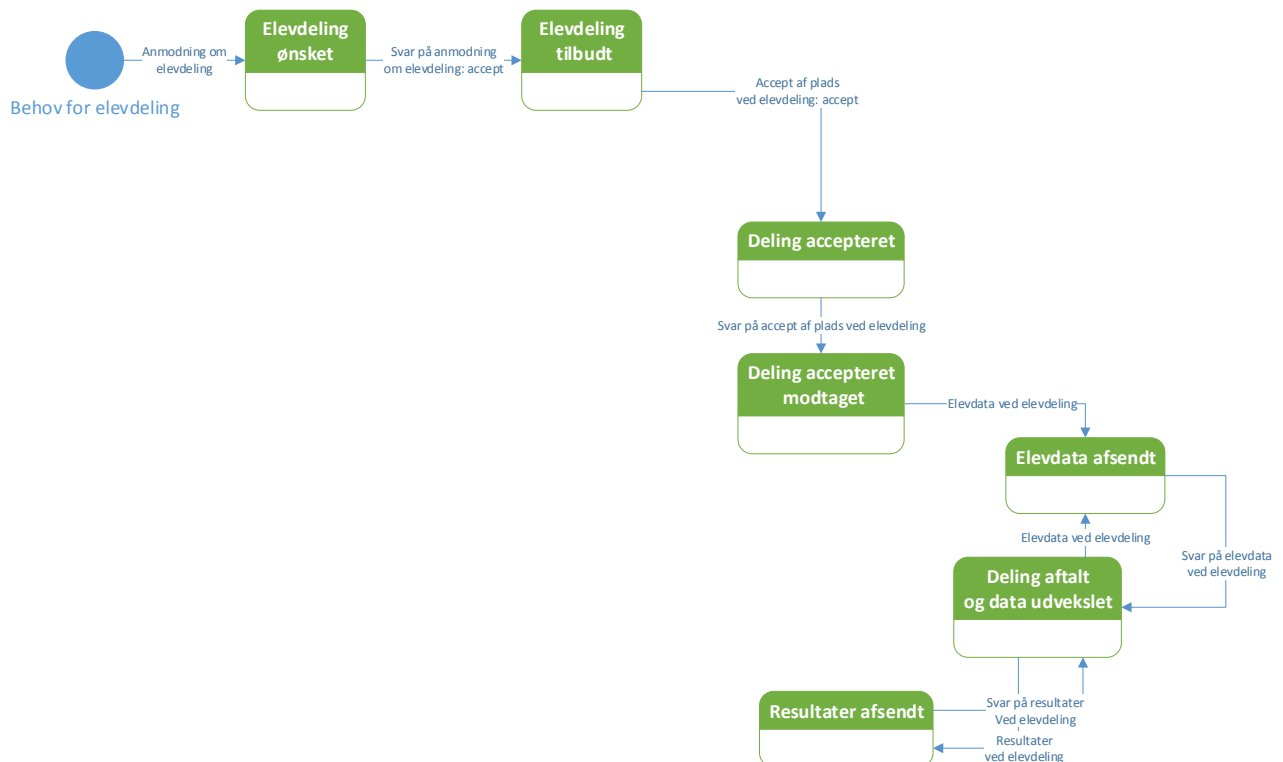 Elevdeling
ønsket
Elevdeling
tilbudt
Anmodning om
elevdeling
Svar på anmodning
om elevdeling: accept
Behov for elevdeling
Accept af plads
ved elevdeling: accept
Deling accepteret
Svar på accept af plads ved elevdeling
Deling accepteret
modtaget
Elevdata ved elevdeling
Elevdata afsendt
Elevdata ved elevdeling
Svar på elevdata
ved elevdeling
Deling aftalt
og data udvekslet
Resultater afsendt
Svar på resultater
Ved elevdeling
Resultater
ved elevdeling